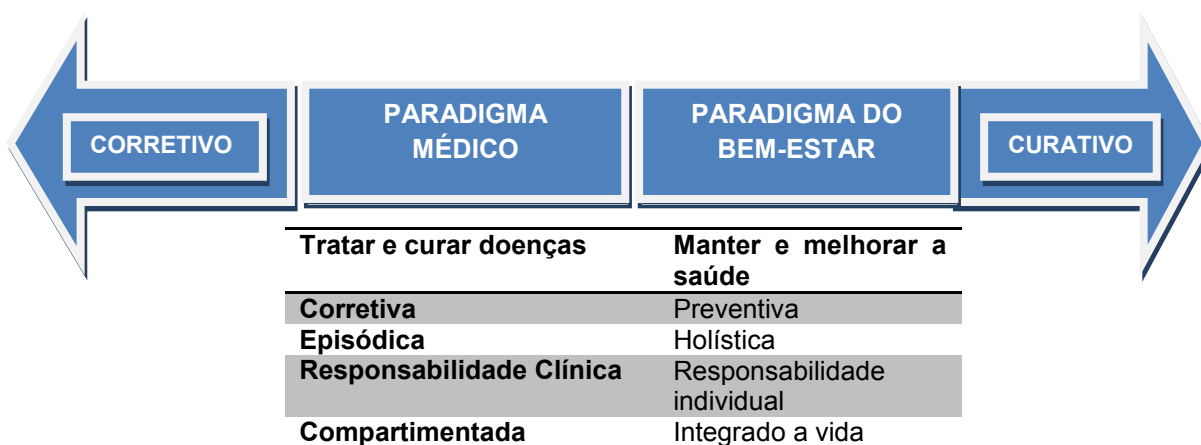 CORRETIVO
PARADIGMA
MÉDICO
PARADIGMA DO
BEM-ESTAR
CURATIVO
Tratar e curar doenças
Manter e melhorar a
saúde
Corretiva
Preventiva
Episódica
Holística
Responsabilidade Clínica
Responsabilidade
individual
Compartimentada
Integrado a vida